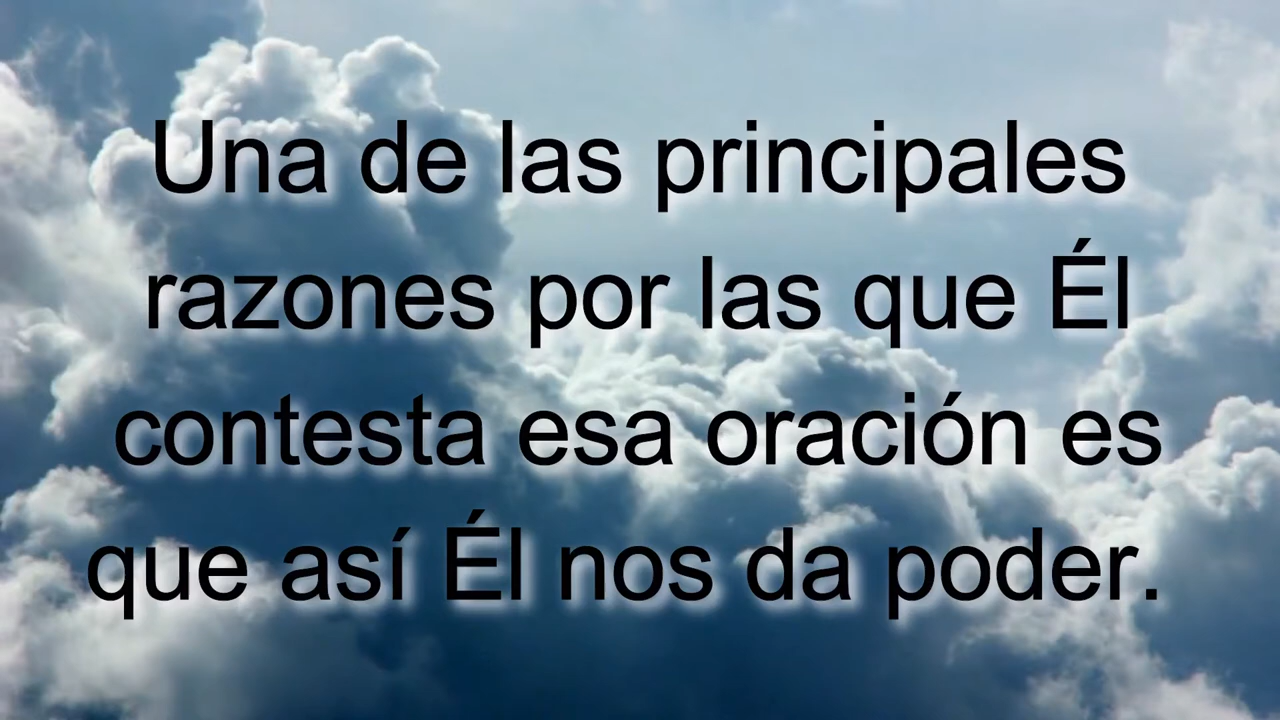 Una de las principales
razones por las que Él
contesta esa oración es
que así Él nos da poder.